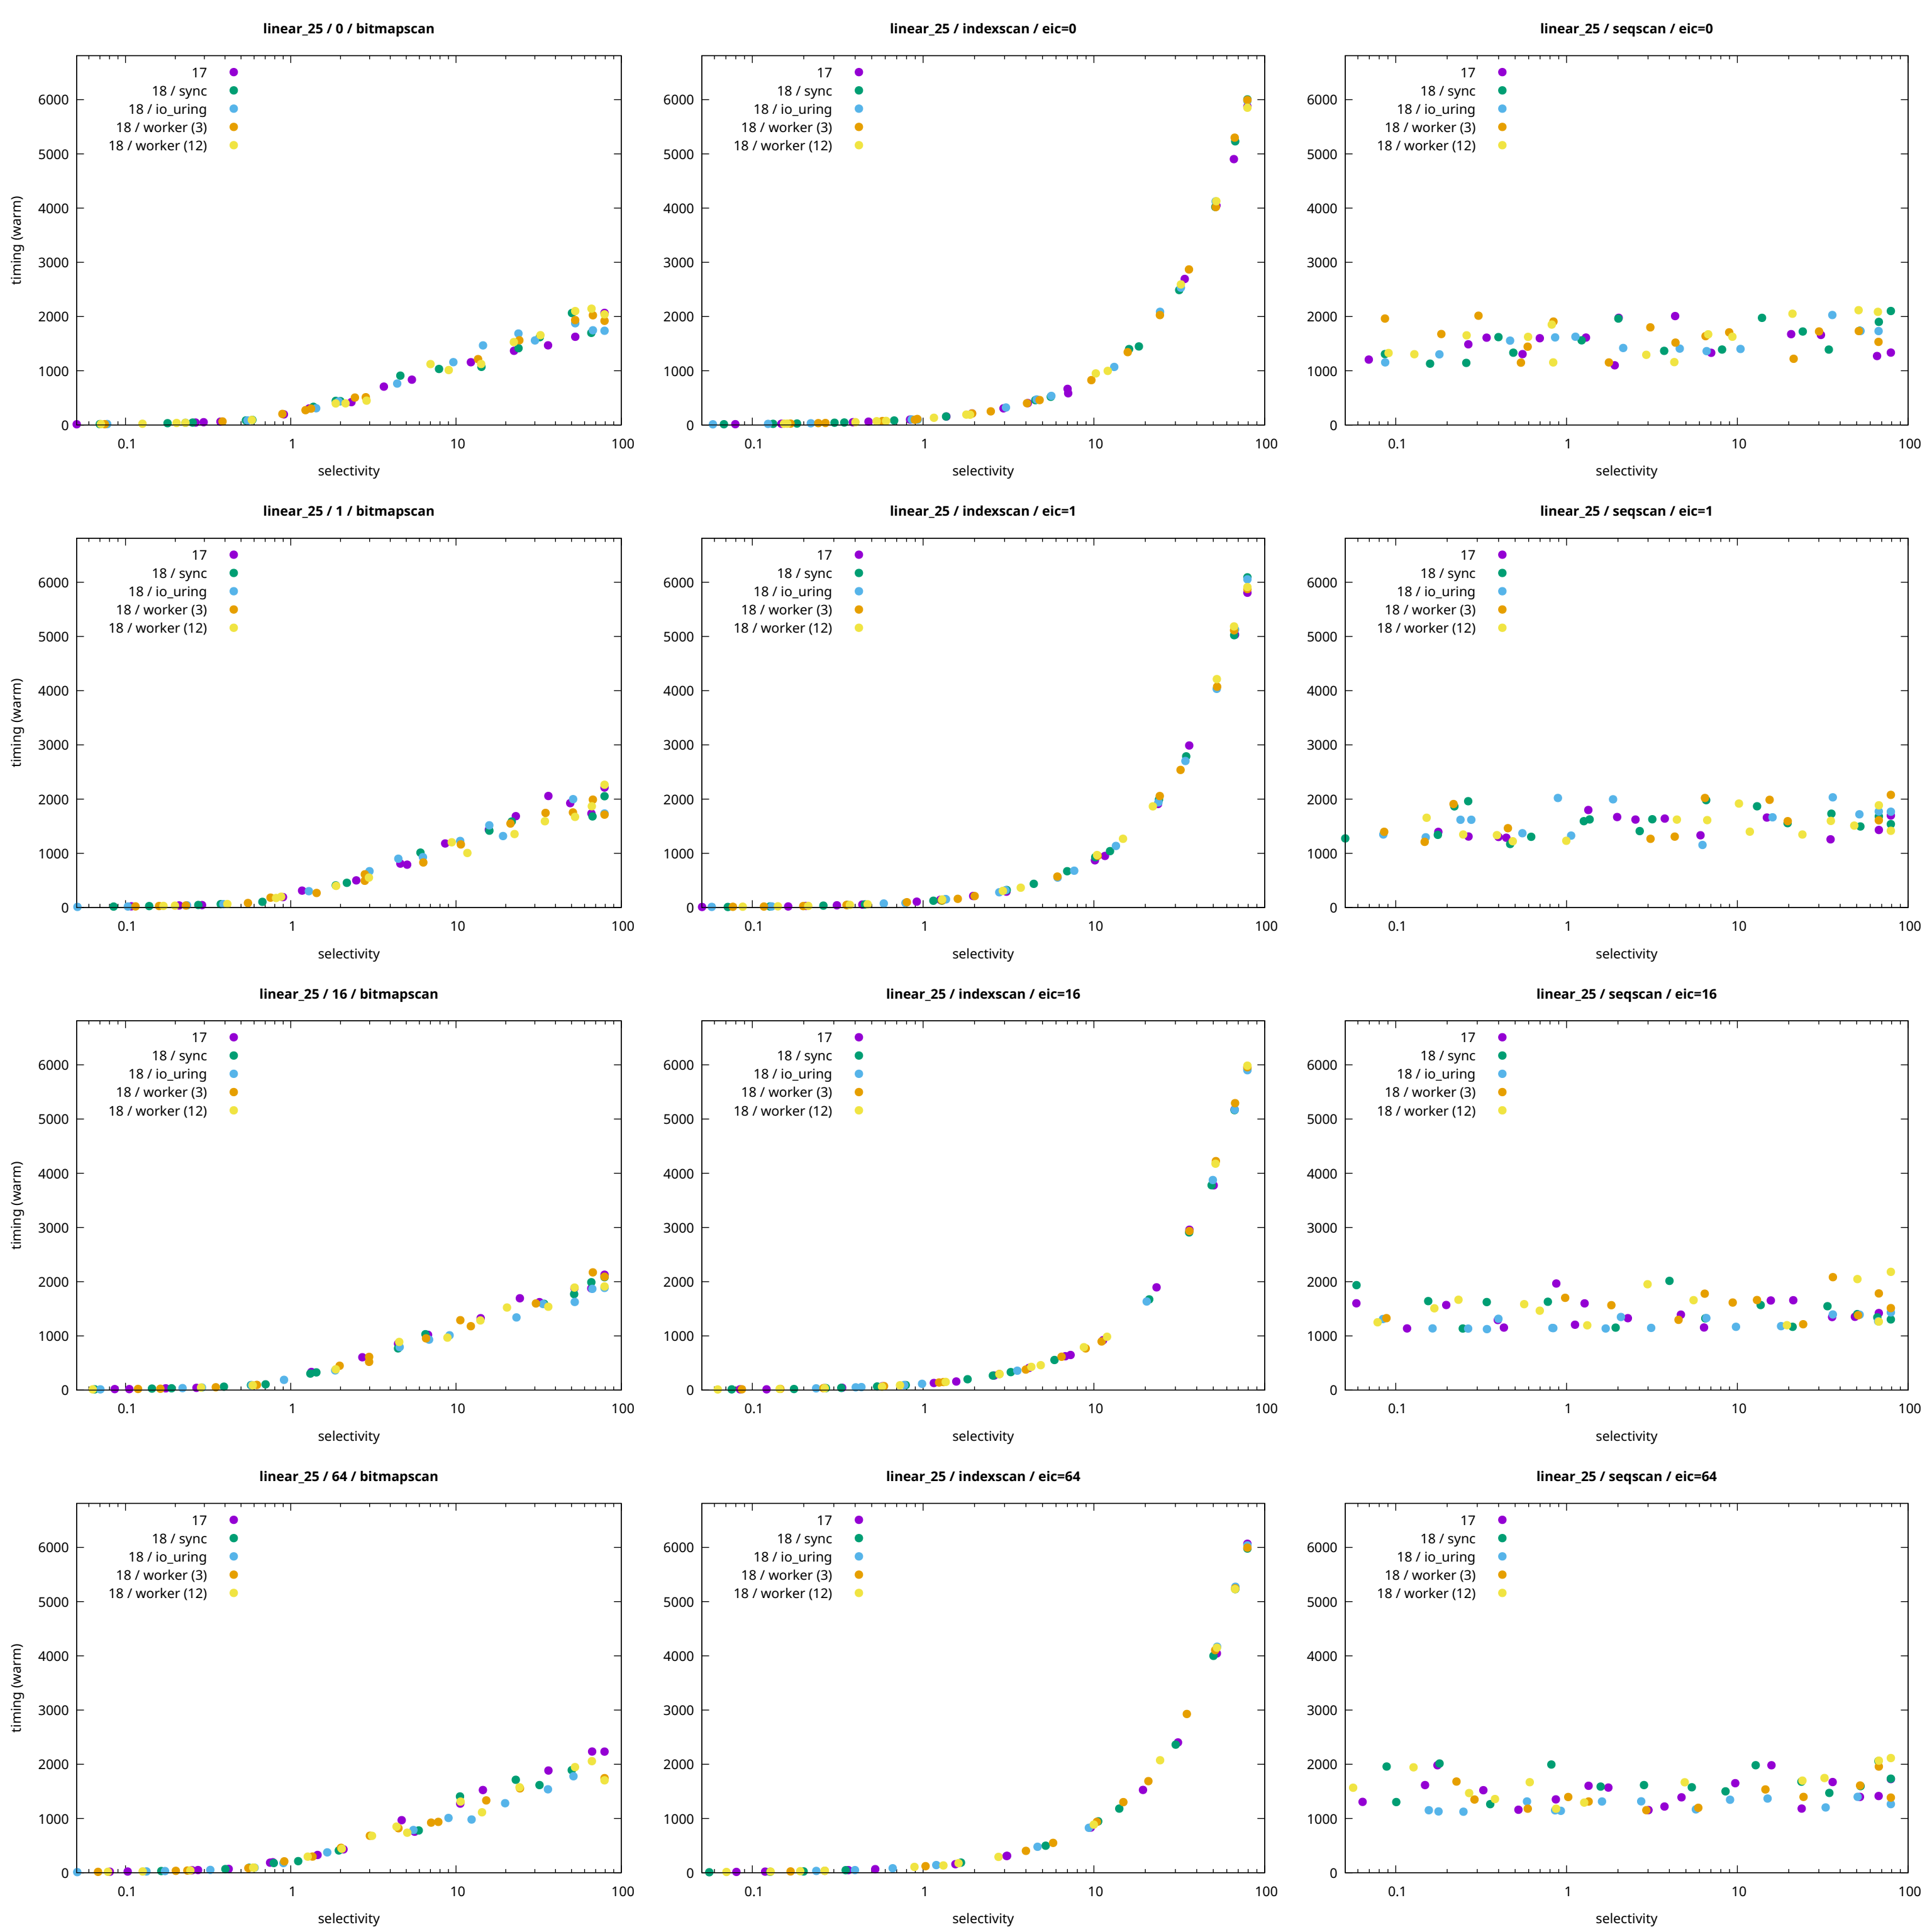 linear_25 / 0 / bitmapscan
timing (warm)
6000
5000
4000
3000
2000
1000
0
17
18 / sync
18 / io_uring
18 / worker (3)
18 / worker (12)
0.1 1 10 100
selectivity
linear_25 / indexscan / eic=0
6000
5000
4000
3000
2000
1000
0
17
18 / sync
18 / io_uring
18 / worker (3)
18 / worker (12)
0.1 1 10 100
selectivity
linear_25 / seqscan / eic=0
6000
5000
4000
3000
2000
1000
0
17
18 / sync
18 / io_uring
18 / worker (3)
18 / worker (12)
0.1 1 10 100
selectivity
linear_25 / 1 / bitmapscan
timing (warm)
6000
5000
4000
3000
2000
1000
0
17
18 / sync
18 / io_uring
18 / worker (3)
18 / worker (12)
0.1 1 10 100
selectivity
linear_25 / indexscan / eic=1
6000
5000
4000
3000
2000
1000
0
17
18 / sync
18 / io_uring
18 / worker (3)
18 / worker (12)
0.1 1 10 100
selectivity
linear_25 / seqscan / eic=1
6000
5000
4000
3000
2000
1000
0
17
18 / sync
18 / io_uring
18 / worker (3)
18 / worker (12)
0.1 1 10 100
selectivity
linear_25 / 16 / bitmapscan
timing (warm)
6000
5000
4000
3000
2000
1000
0
17
18 / sync
18 / io_uring
18 / worker (3)
18 / worker (12)
0.1 1 10 100
selectivity
linear_25 / indexscan / eic=16
6000
5000
4000
3000
2000
1000
0
17
18 / sync
18 / io_uring
18 / worker (3)
18 / worker (12)
0.1 1 10 100
selectivity
linear_25 / seqscan / eic=16
6000
5000
4000
3000
2000
1000
0
17
18 / sync
18 / io_uring
18 / worker (3)
18 / worker (12)
0.1 1 10 100
selectivity
linear_25 / 64 / bitmapscan
timing (warm)
6000
5000
4000
3000
2000
1000
0
17
18 / sync
18 / io_uring
18 / worker (3)
18 / worker (12)
0.1 1 10 100
selectivity
linear_25 / indexscan / eic=64
6000
5000
4000
3000
2000
1000
0
17
18 / sync
18 / io_uring
18 / worker (3)
18 / worker (12)
0.1 1 10 100
selectivity
linear_25 / seqscan / eic=64
6000
5000
4000
3000
2000
1000
0
17
18 / sync
18 / io_uring
18 / worker (3)
18 / worker (12)
0.1 1 10 100
selectivity